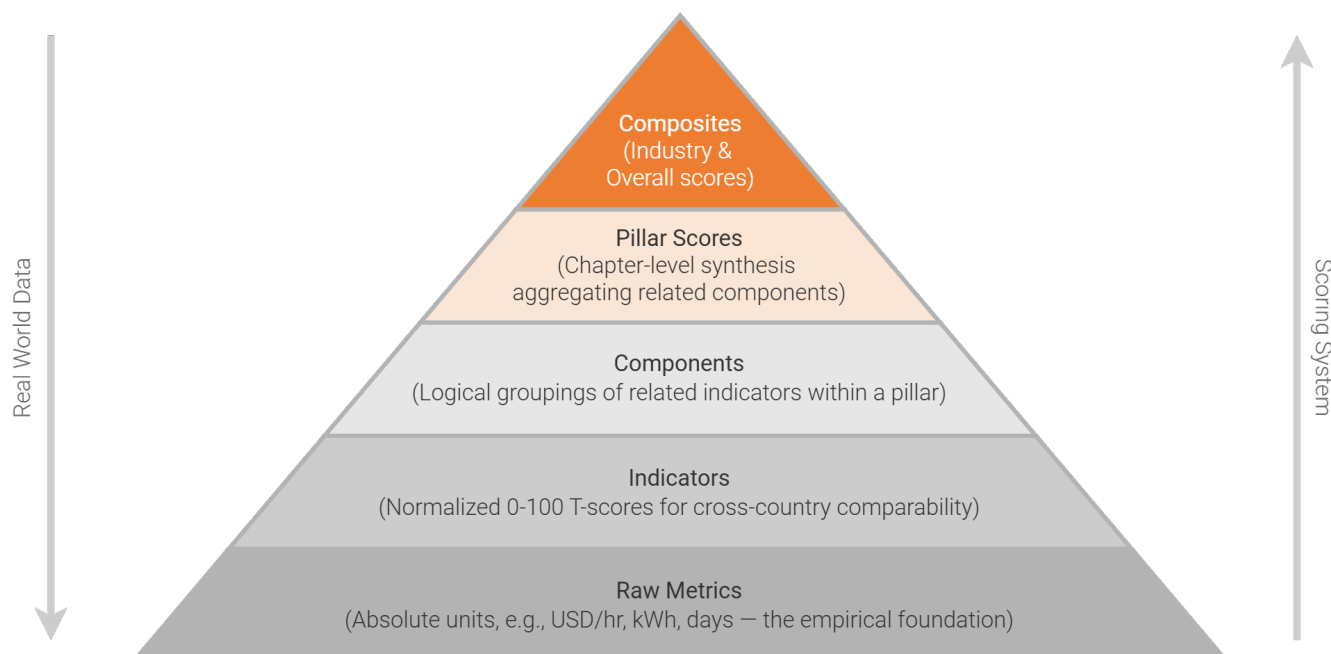 Composites
(Industry &
Overall scores)
Pillar Scores
(Chapter-level synthesis
aggregating related components)
Components
(Logical groupings of related indicators within a pillar)
Indicators
(Normalized 0-100 T-scores for cross-country comparability)
Raw Metrics
(Absolute units, e.g., USD/hr, kWh, days — the empirical foundation)
Real World Data
Scoring System